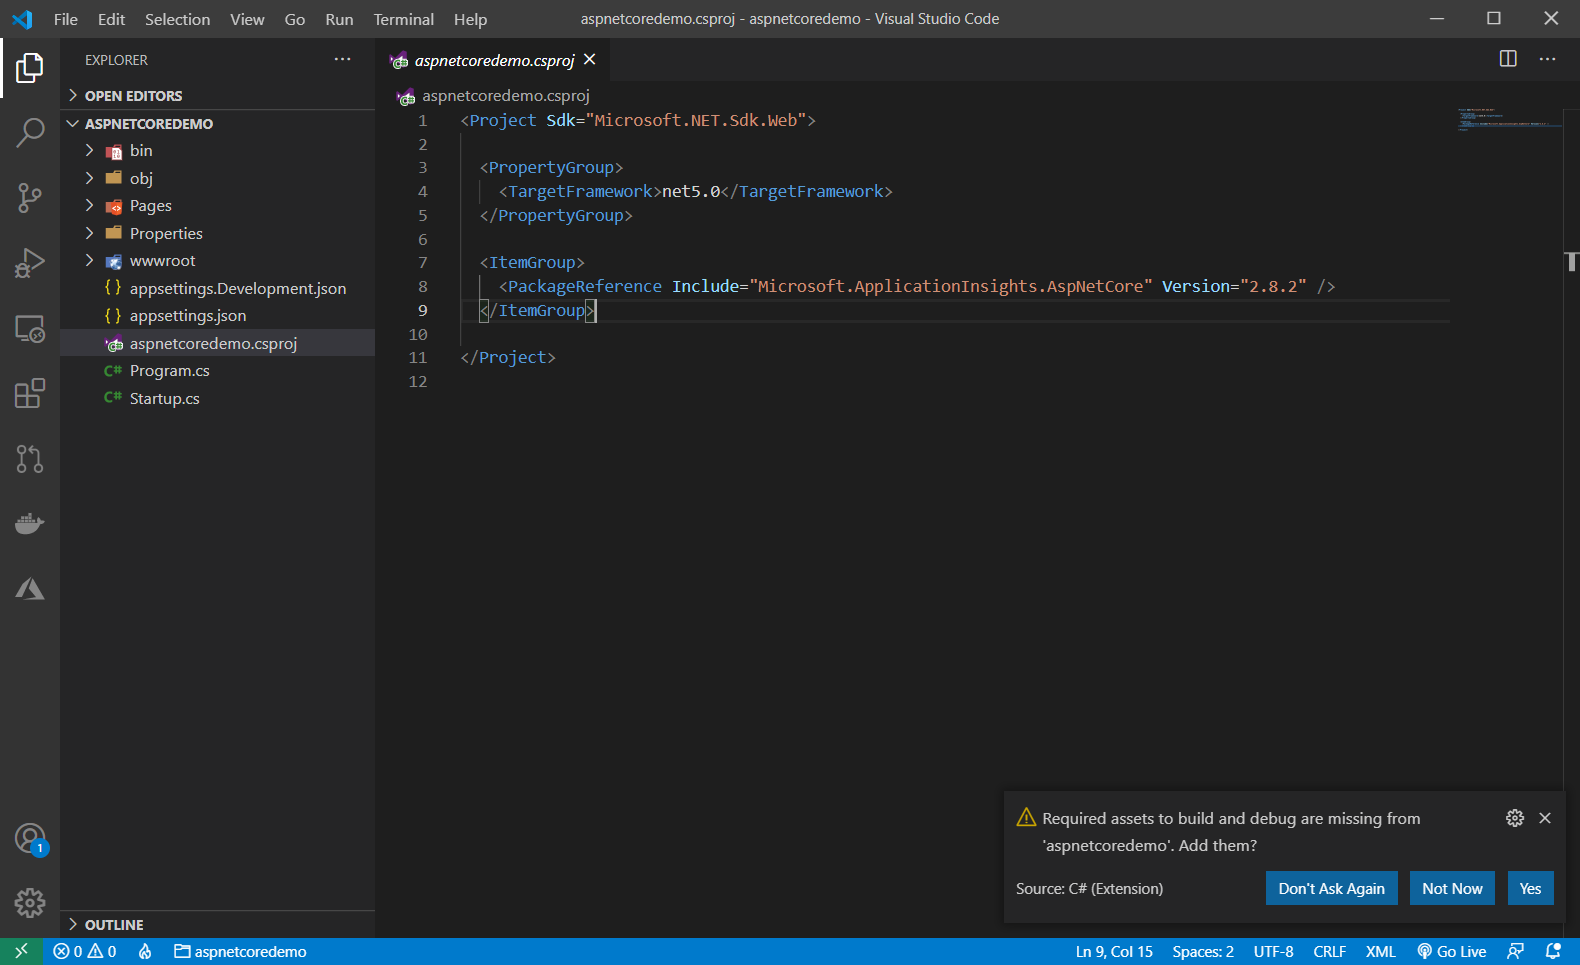 File Edit Selection View Go Run Terminal Help
aspnetcoredemo.csproj - aspnetcoredemo - Visual Studio Code
EXPLORER
OPEN EDITORS
ASPNETCOREDEMO
bin
obj
Pages
Properties
wwwroot
{ } appsettings.Development.json
{ } appsettings.json
aspnetcoredemo.csproj
C# Program.cs
C# Startup.cs
OUTLINE
1
aspnetcoredemo.csproj
aspnetcoredemo.csproj
1 <Project Sdk="Microsoft.NET.Sdk.Web">
2
3 <PropertyGroup>
4 <TargetFramework>net5.0</TargetFramework>
5 </PropertyGroup>
6
7 <ItemGroup>
8 <PackageReference Include="Microsoft.ApplicationInsights.AspNetCore" Version="2.8.2" />
9 </ItemGroup>
10
11 </Project>
12
Required assets to build and debug are missing from
'aspnetcoredemo'. Add them?
Source: C# (Extension)
Don't Ask Again
Not Now
Yes
0 0 aspnetcoredemo
Ln 9, Col 15 Spaces: 2 UTF-8 CRLF XML Go Live